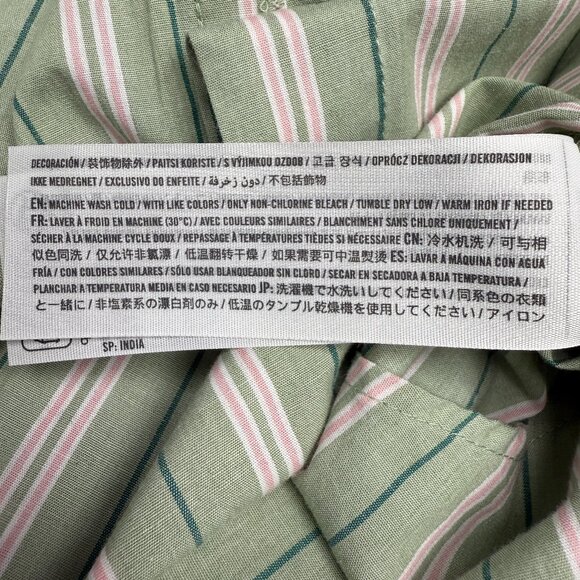 DECORACIÓN / 裝飾物除外 / PAITSI KORISTE / S VÝJIMKOU OZDOB / 고급 장식 / OPRÓCZ DEKORACJI / DEKORASJON
IKKE MEDREGNET / EXCLUSIVO DO ENFEITE / دون زخرفة / 不包括飾物
EN: MACHINE WASH COLD / WITH LIKE COLORS / ONLY NON-CHLORINE BLEACH / TUMBLE DRY LOW / WARM IRON IF NEEDED
FR: LAVER À FROID EN MACHINE (30°C) / AVEC COULEURS SIMILAIRES / BLANCHIMENT SANS CHLORE UNIQUEMENT /
SÉCHER À LA MACHINE CYCLE DOUX / REPASSAGE À TEMPÉRATURES TIÈDES SI NÉCESSAIRE CN: 冷水机洗 / 可与相
似色同洗 / 仅允许非氯漂 / 低温翻转干燥 / 如果需要可中温熨烫 ES: LAVAR A MÁQUINA CON AGUA
FRÍA / CON COLORES SIMILARES / SÓLO USAR BLANQUEADOR SIN CLORO / SECAR EN SECADORA A BAJA TEMPERATURA /
PLANCHAR A TEMPERATURA MEDIA EN CASO NECESARIO JP: 洗濯機で水洗いしてください / 同系色の衣類
と一緒に / 非塩素系の漂白剤のみ / 低温のタンブル乾燥機を使用してください / アイロン
SP: INDIA